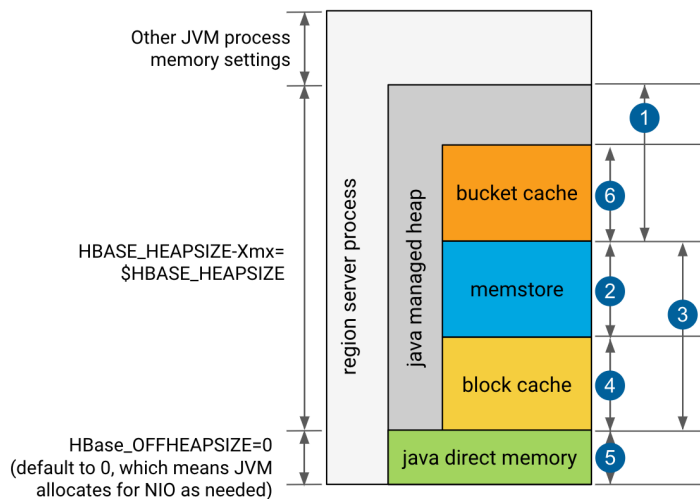 Other JVM process
memory settings
HBASE_HEAPSIZE-Xmx=
$HBASE_HEAPSIZE
HBase_OFFHEAPSIZE=0
(default to 0, which means JVM
allocates for NIO as needed)
region server process
java managed heap
bucket cache
memstore
block cache
java direct memory
1
6
2
3
4
5